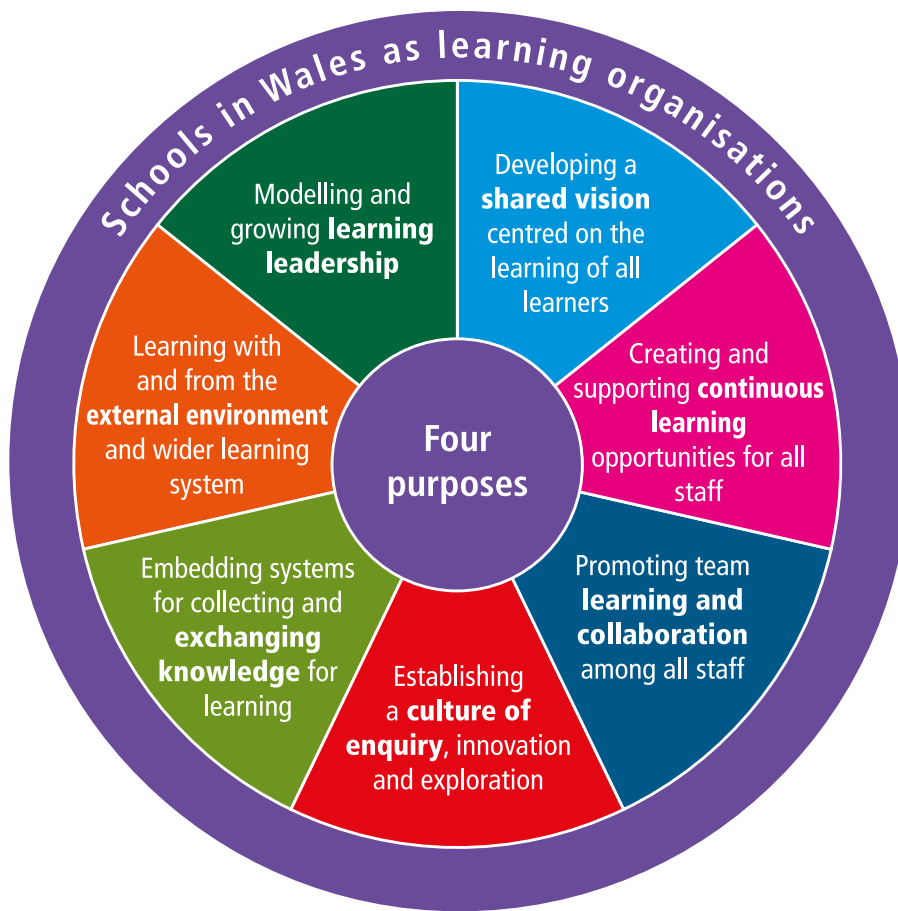 Schools in Wales as learning organisations
Developing a
shared vision
centred on the
learning of all
learners
Creating and
supporting continuous
learning
opportunities for all
staff
Promoting team
learning and
collaboration
among all staff
Establishing
a culture of
enquiry, innovation
and exploration
Embedding systems
for collecting and
exchanging
knowledge for
learning
Learning with
and from the
external environment
and wider learning
system
Modelling and
growing learning
leadership
Four
purposes